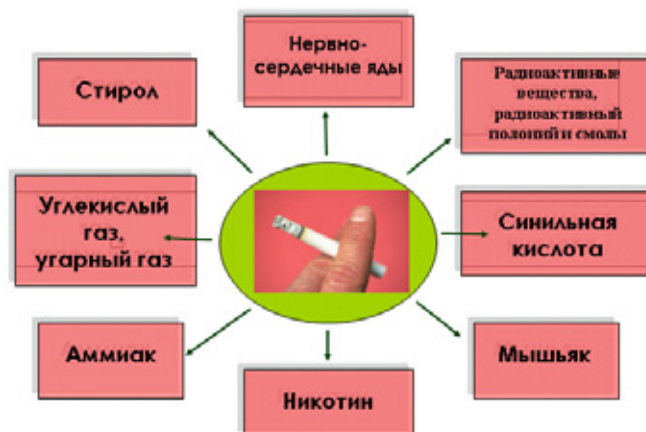 Нервно-
сердечные яды
Стирол
Радиоактивные
вещества,
радиоактивный
полоний и смолы
Углекислый
газ,
угарный газ
Синильная
кислота
Аммиак
Мышьяк
Никотин